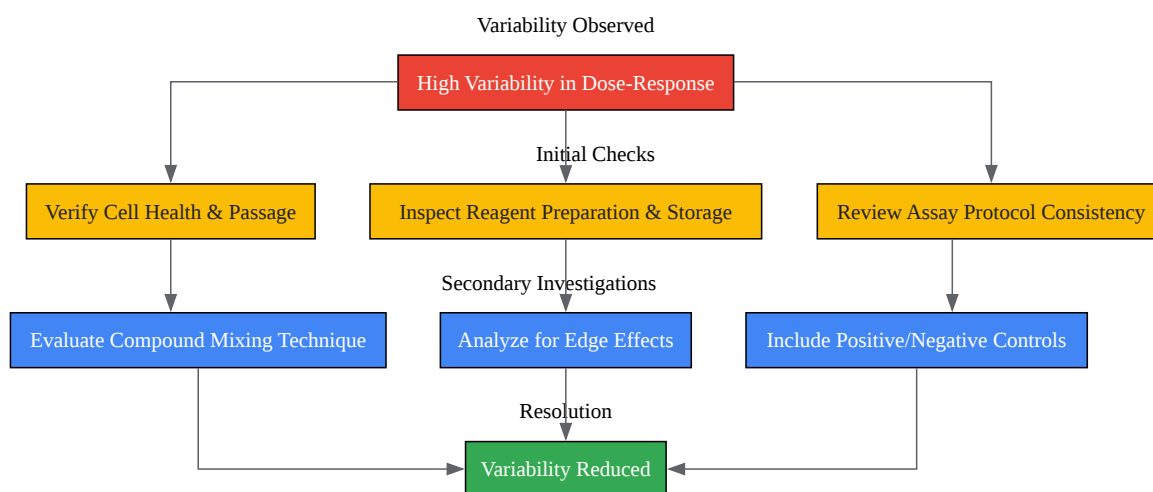 Variability Observed
High Variability in Dose-Response
Initial Checks
Verify Cell Health & Passage
Inspect Reagent Preparation & Storage
Review Assay Protocol Consistency
Secondary Investigations
Evaluate Compound Mixing Technique
Analyze for Edge Effects
Include Positive/Negative Controls
Resolution
Variability Reduced